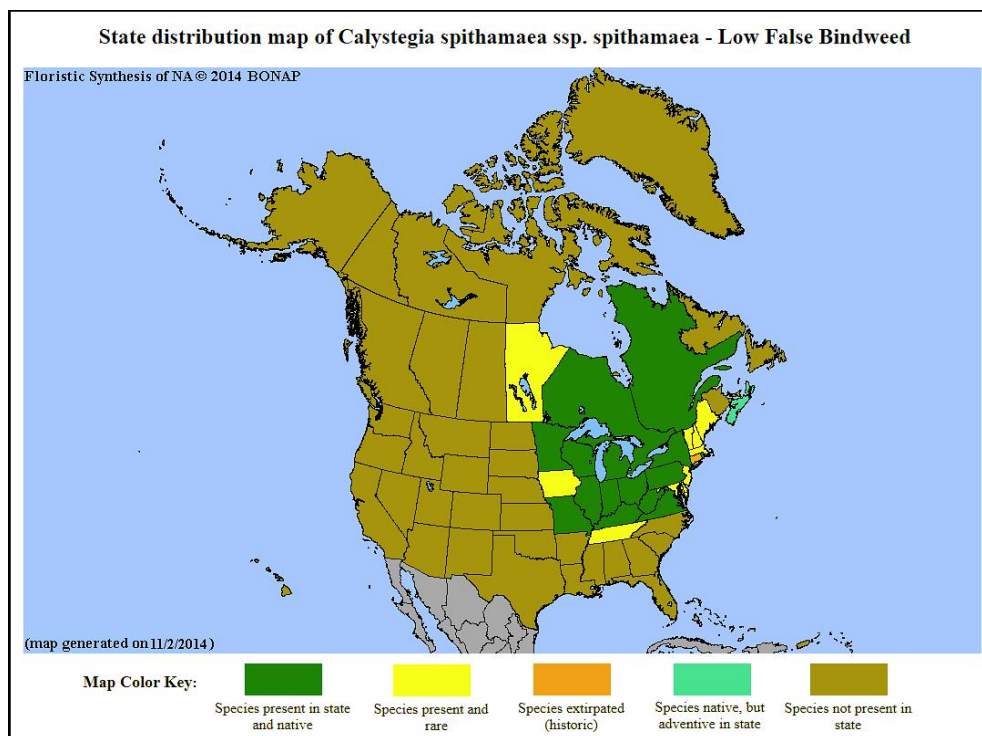 State distribution map of Calystegia spithamaea ssp. spithamaea - Low False Bindweed
Floristic Synthesis of NA © 2014 BONAP
(map generated on 11/2/2014)
Map Color Key:
Species present in state
and native
Species present and
rare
Species extirpated
(historic)
Species native, but
adventive in state
Species not present in
state